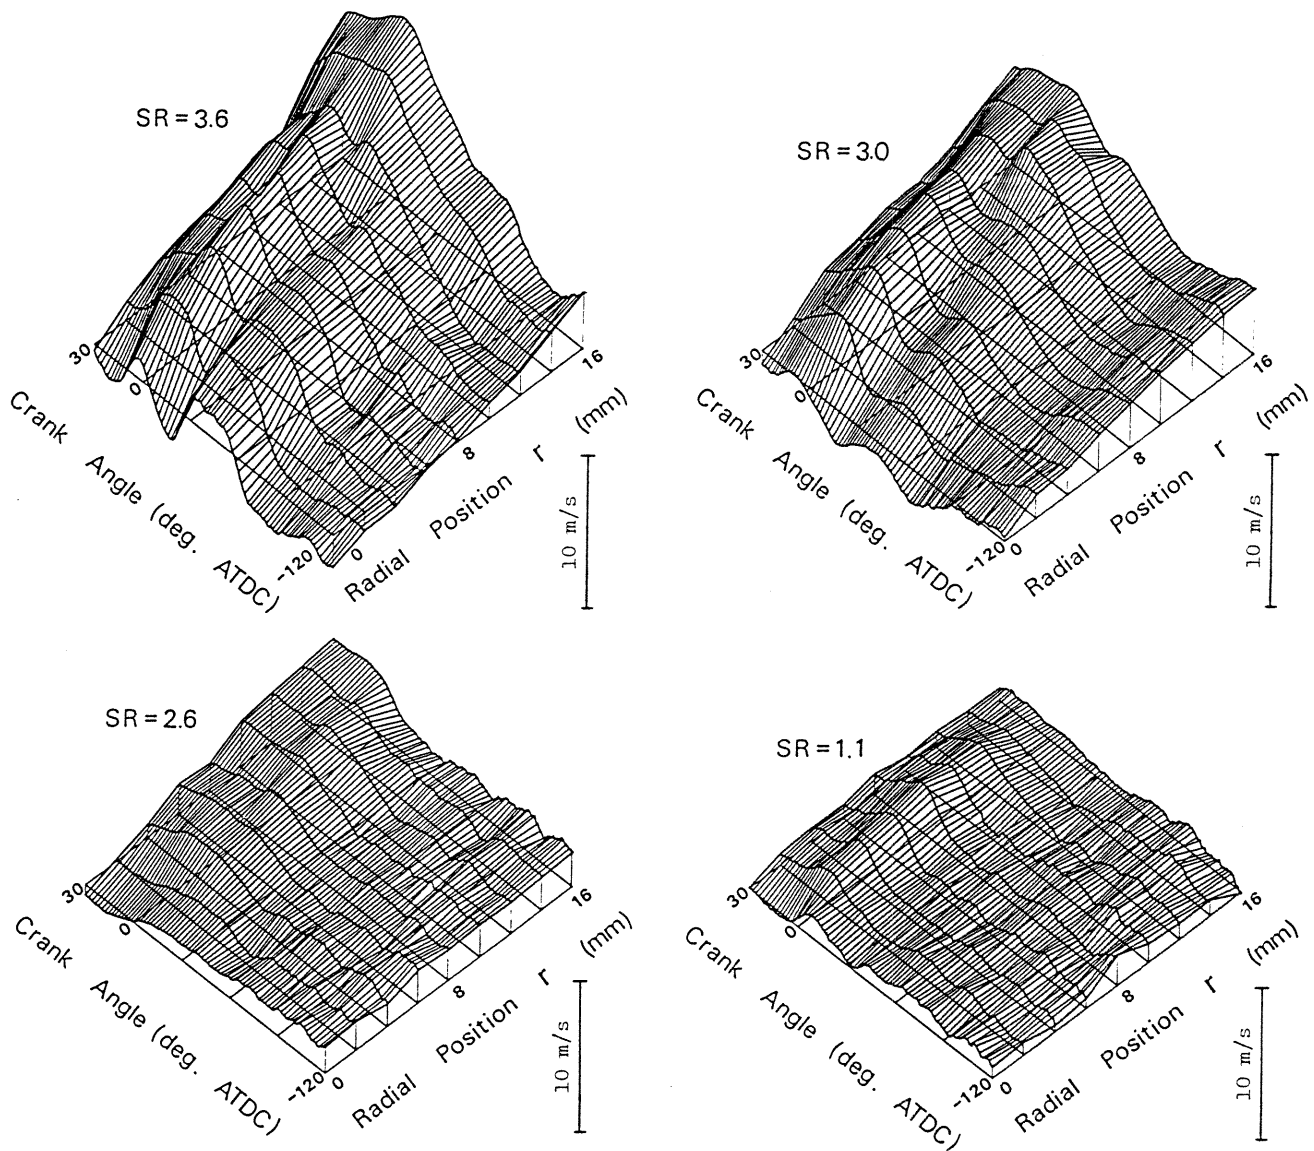 SR = 3.6
30
0
-120
Crank Angle (deg. ATDC)
0
8
16
Radial Position r (mm)
10 m/s
SR = 3.0
30
0
-120
Crank Angle (deg. ATDC)
0
8
16
Radial Position r (mm)
10 m/s
SR = 2.6
30
0
-120
Crank Angle (deg. ATDC)
0
8
16
Radial Position r (mm)
10 m/s
SR = 1.1
30
0
-120
Crank Angle (deg. ATDC)
0
8
16
Radial Position r (mm)
10 m/s